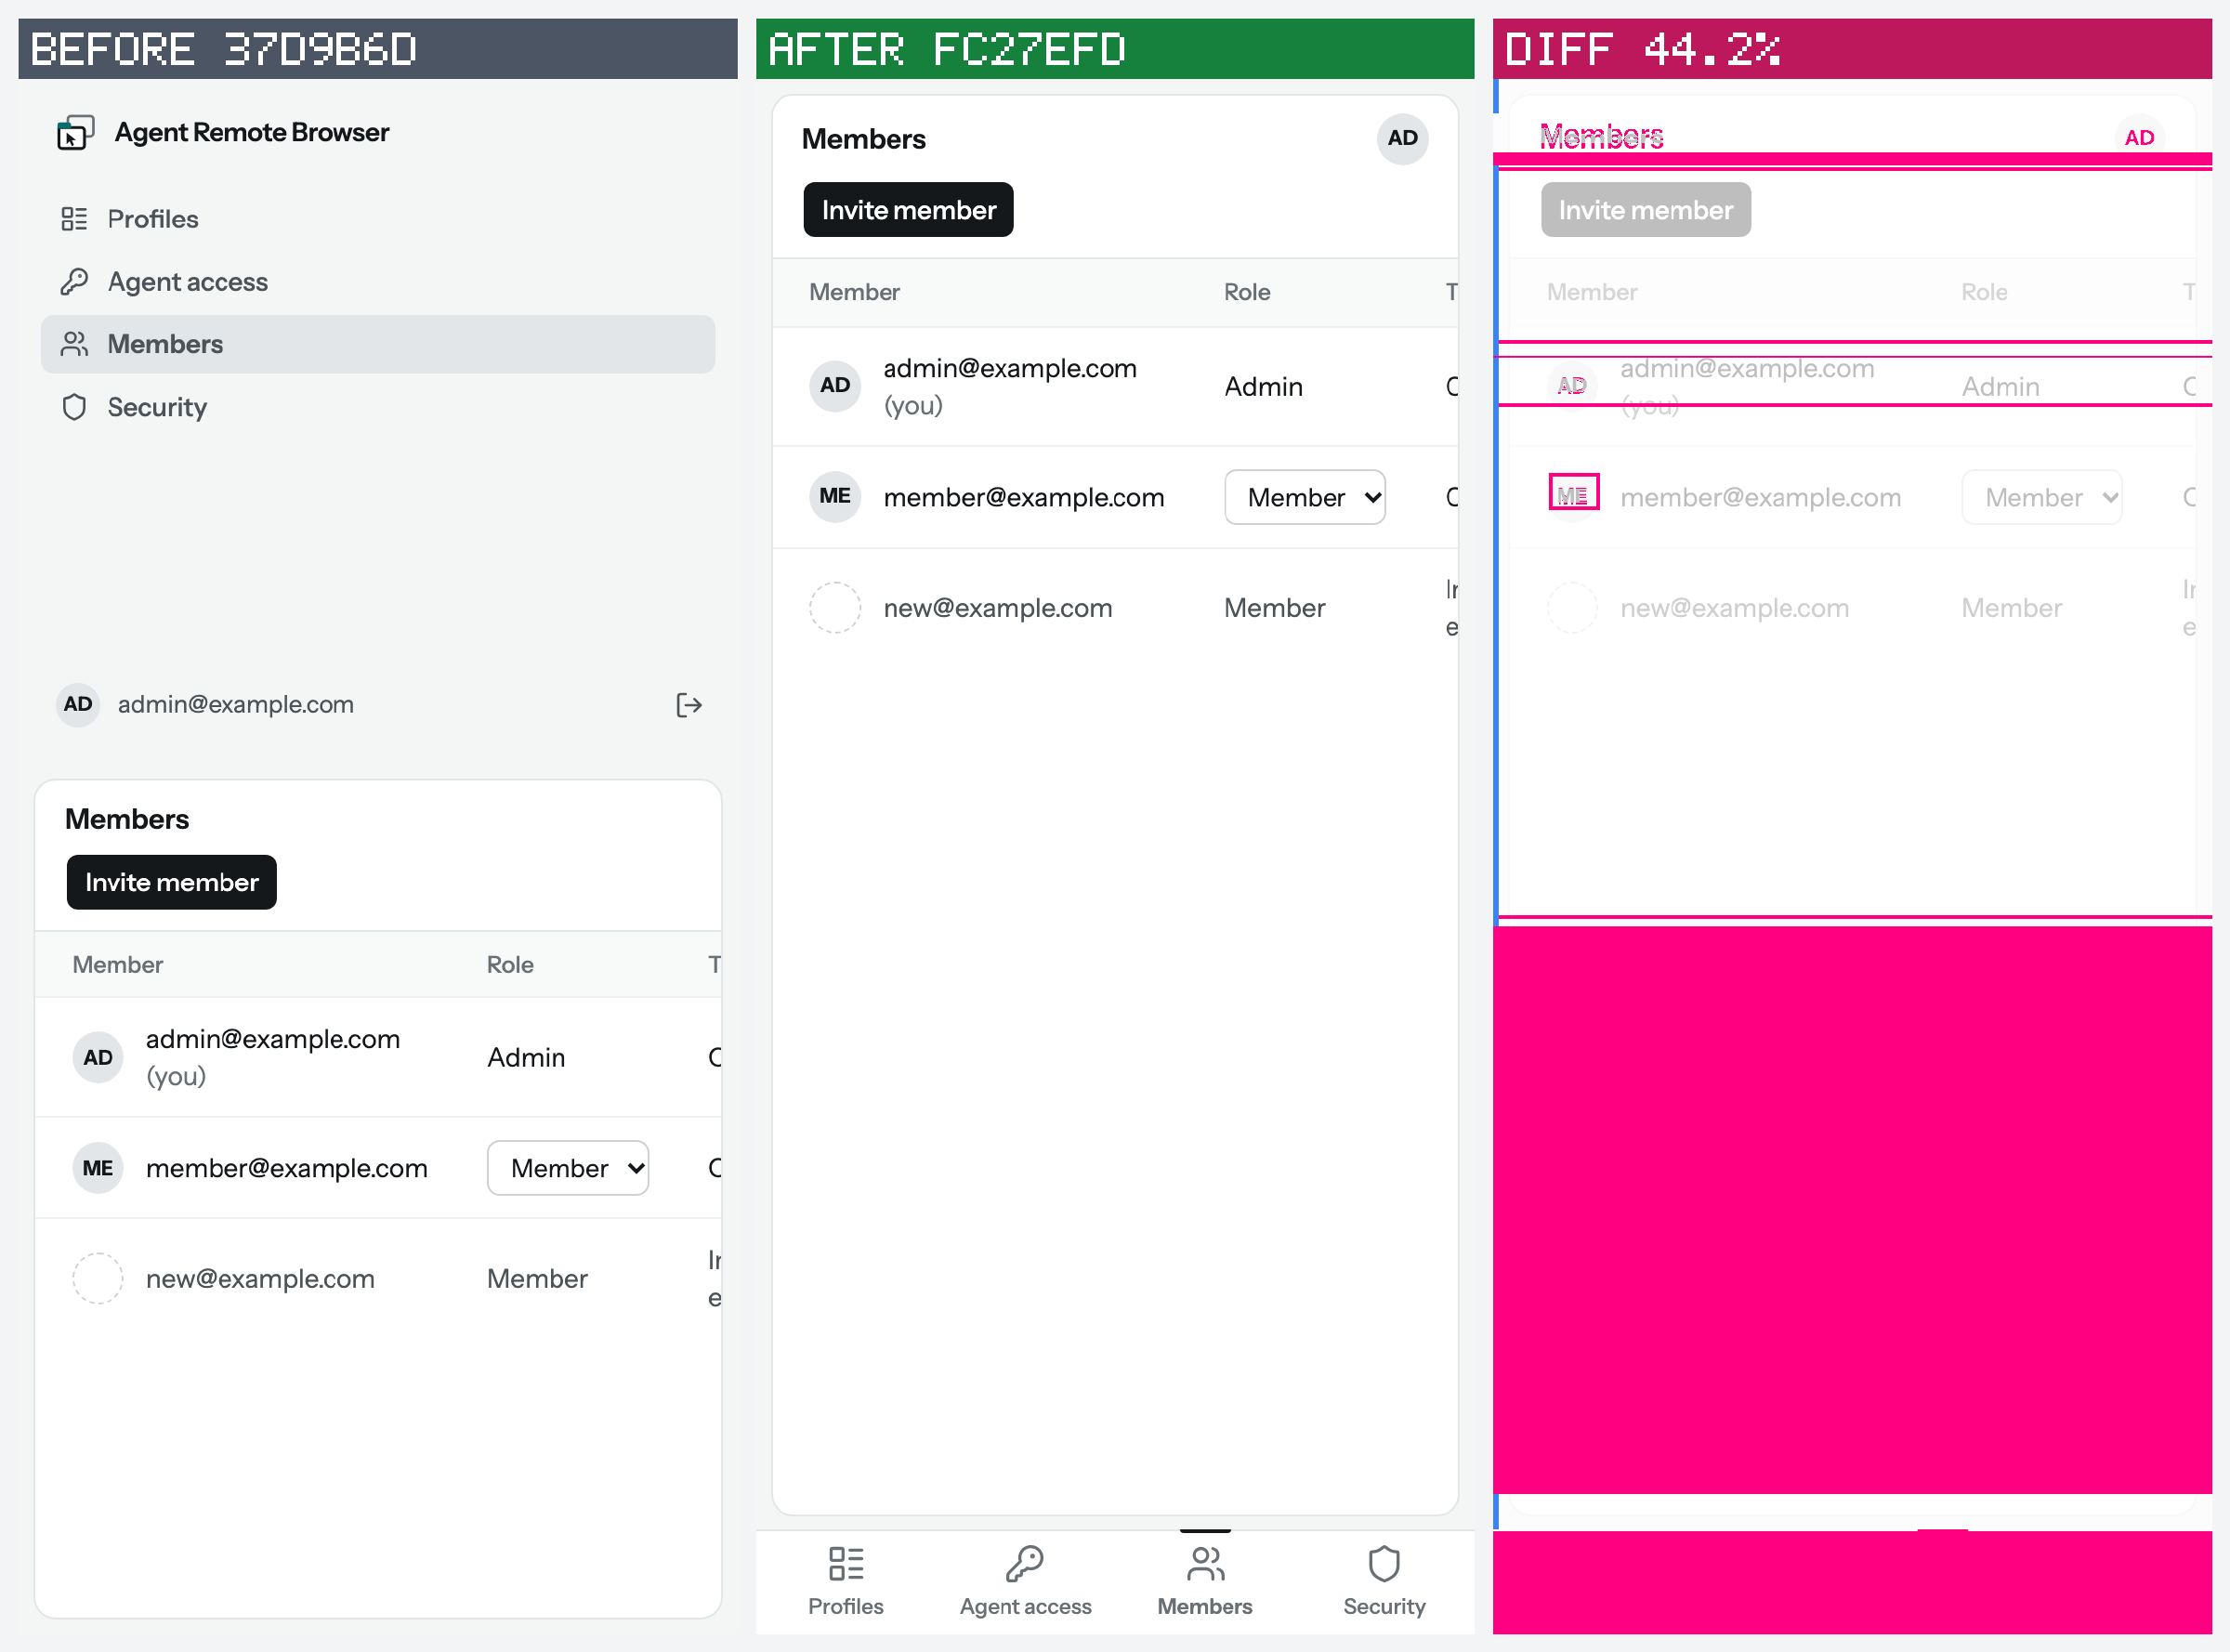 BEFORE 37D9B6D
Agent Remote Browser
Profiles
Agent access
Members
Security
AD admin@example.com
Members
Invite member
Member Role T
AD admin@example.com (you) Admin C
ME member@example.com Member C
new@example.com Member Ir e
AFTER FC27EFD
Members AD
Invite member
Member Role T
AD admin@example.com (you) Admin C
ME member@example.com Member C
new@example.com Member Ir e
Profiles Agent access Members Security
DIFF 44.2%
Members AD
Invite member
Member Role T
AD admin@example.com (you) Admin C
ME member@example.com Member C
new@example.com Member Ir e